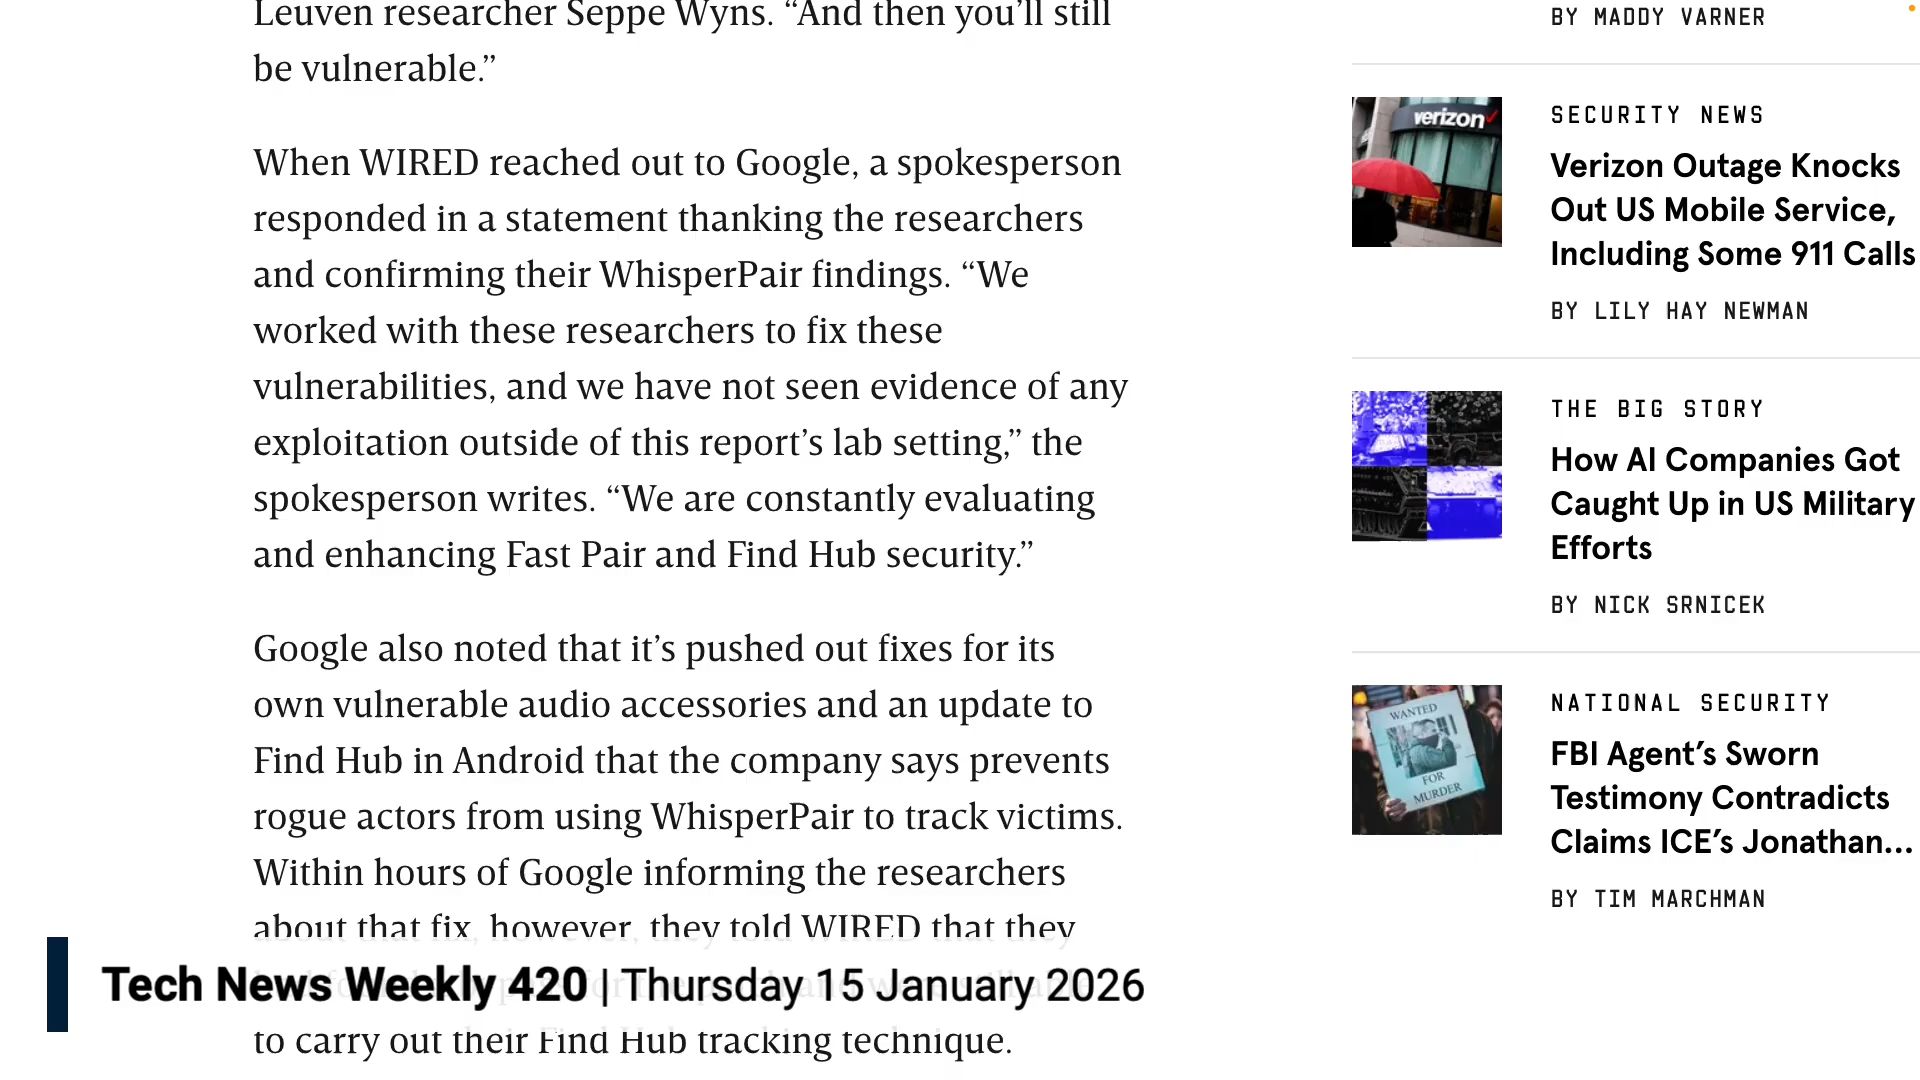 Leuven researcher Seppe Wyns. “And then you’ll still
be vulnerable.”
When WIRED reached out to Google, a spokesperson
responded in a statement thanking the researchers
and confirming their WhisperPair findings. “We
worked with these researchers to fix these
vulnerabilities, and we have not seen evidence of any
exploitation outside of this report’s lab setting,” the
spokesperson writes. “We are constantly evaluating
and enhancing Fast Pair and Find Hub security.”
Google also noted that it’s pushed out fixes for its
own vulnerable audio accessories and an update to
Find Hub in Android that the company says prevents
rogue actors from using WhisperPair to track victims.
Within hours of Google informing the researchers
about that fix, however, they told WIRED that they
to carry out their Find Hub tracking technique.
Tech News Weekly 420 | Thursday 15 January 2026
BY MADDY VARNER
verizon
SECURITY NEWS
Verizon Outage Knocks
Out US Mobile Service,
Including Some 911 Calls
BY LILY HAY NEWMAN
THE BIG STORY
How AI Companies Got
Caught Up in US Military
Efforts
BY NICK SRNICEK
WANTED
FOR
MURDER
NATIONAL SECURITY
FBI Agent’s Sworn
Testimony Contradicts
Claims ICE’s Jonathan...
BY TIM MARCHMAN